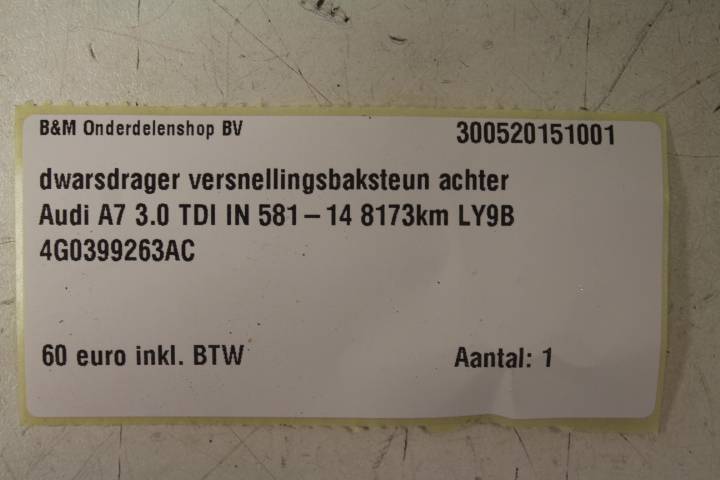 B&M Onderdelenshop BV 300520151001
dwarsdrager versnellingsbaksteun achter
Audi A7 3.0 TDI IN 581-14 8173km LY9B
4G0399263AC
60 euro inkl. BTW Aantal: 1